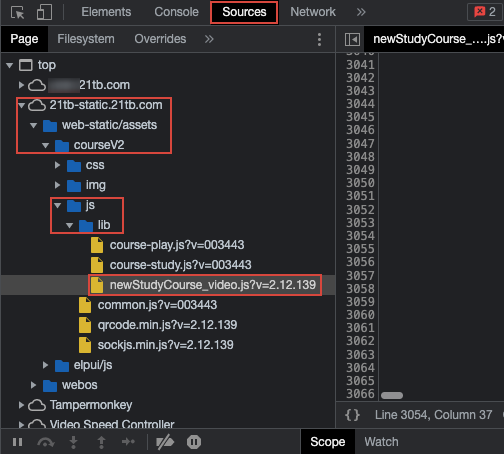 Elements Console Sources Network » 2
Page Filesystem Overrides »
newStudyCourse_....js?v
top
21tb.com
21tb-static.21tb.com
web-static/assets
courseV2
css
img
js
lib
course-play.js?v=003443
course-study.js?v=003443
newStudyCourse_video.js?v=2.12.139
common.js?v=003443
qrcode.min.js?v=2.12.139
sockjs.min.js?v=2.12.139
elpui/js
webos
Tampermonkey
Video Speed Controller
3041
3042
3043
3044
3045
3046
3047
3048
3049
3050
3051
3052
3053
3054
3055
3056
3057
3058
3059
3060
3061
3062
3063
3064
3065
3066
{} Line 3054, Column 37
Scope Watch